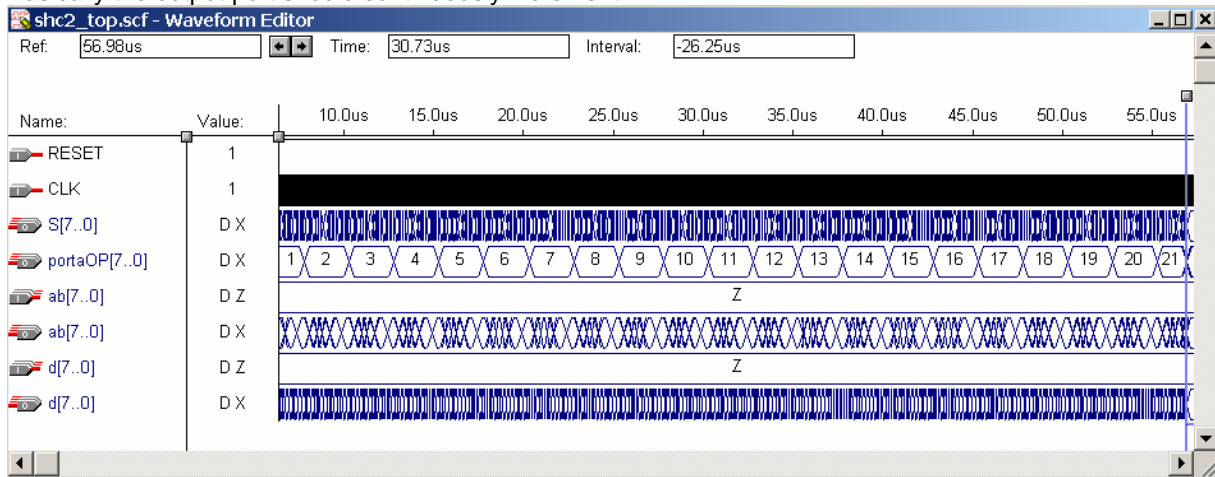 shc2_top.scf - Waveform Editor
Ref: 56.98us Time: 30.73us Interval: -26.25us
Name: Value: 10.0us 15.0us 20.0us 25.0us 30.0us 35.0us 40.0us 45.0us 50.0us 55.0us
RESET 1
CLK 1
S[7..0] D X
portaOP[7..0] D X 1 2 3 4 5 6 7 8 9 10 11 12 13 14 15 16 17 18 19 20 21
ab[7..0] D Z Z
ab[7..0] D X
d[7..0] D Z Z
d[7..0] D X